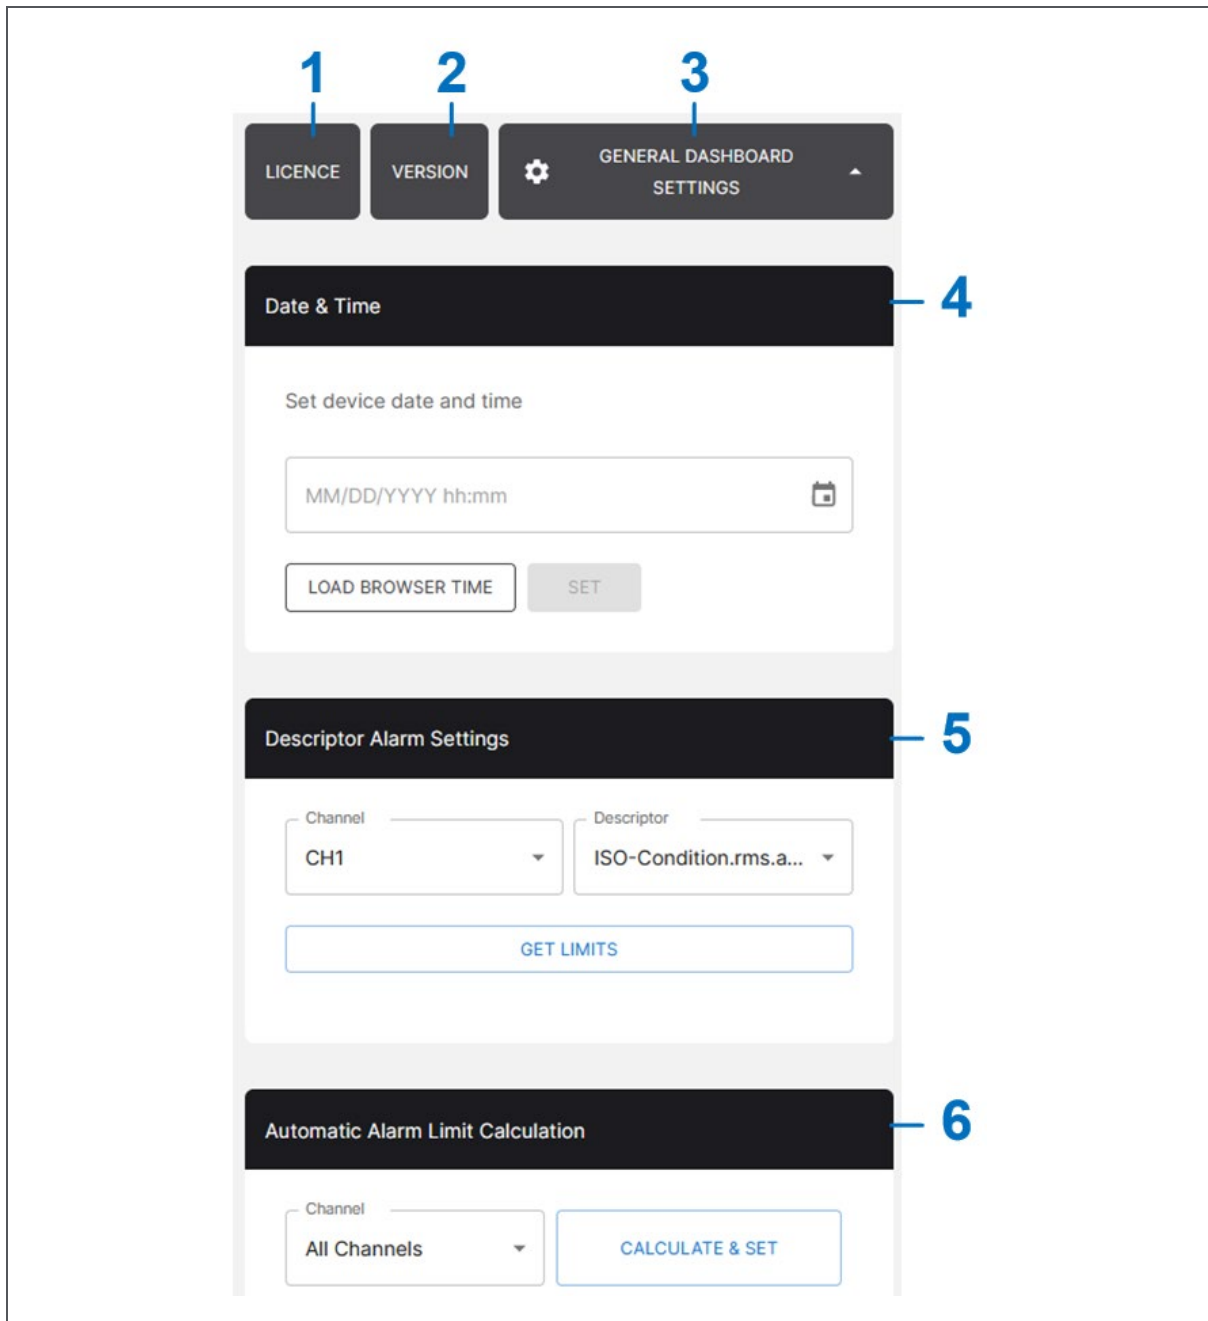 1 2 3
LICENCE VERSION GENERAL DASHBOARD
SETTINGS
Date & Time 4
Set device date and time
MM/DD/YYYY hh:mm
LOAD BROWSER TIME SET
Descriptor Alarm Settings 5
Channel Descriptor
CH1 ISO-Condition.rms.a...
GET LIMITS
Automatic Alarm Limit Calculation 6
Channel
All Channels CALCULATE & SET